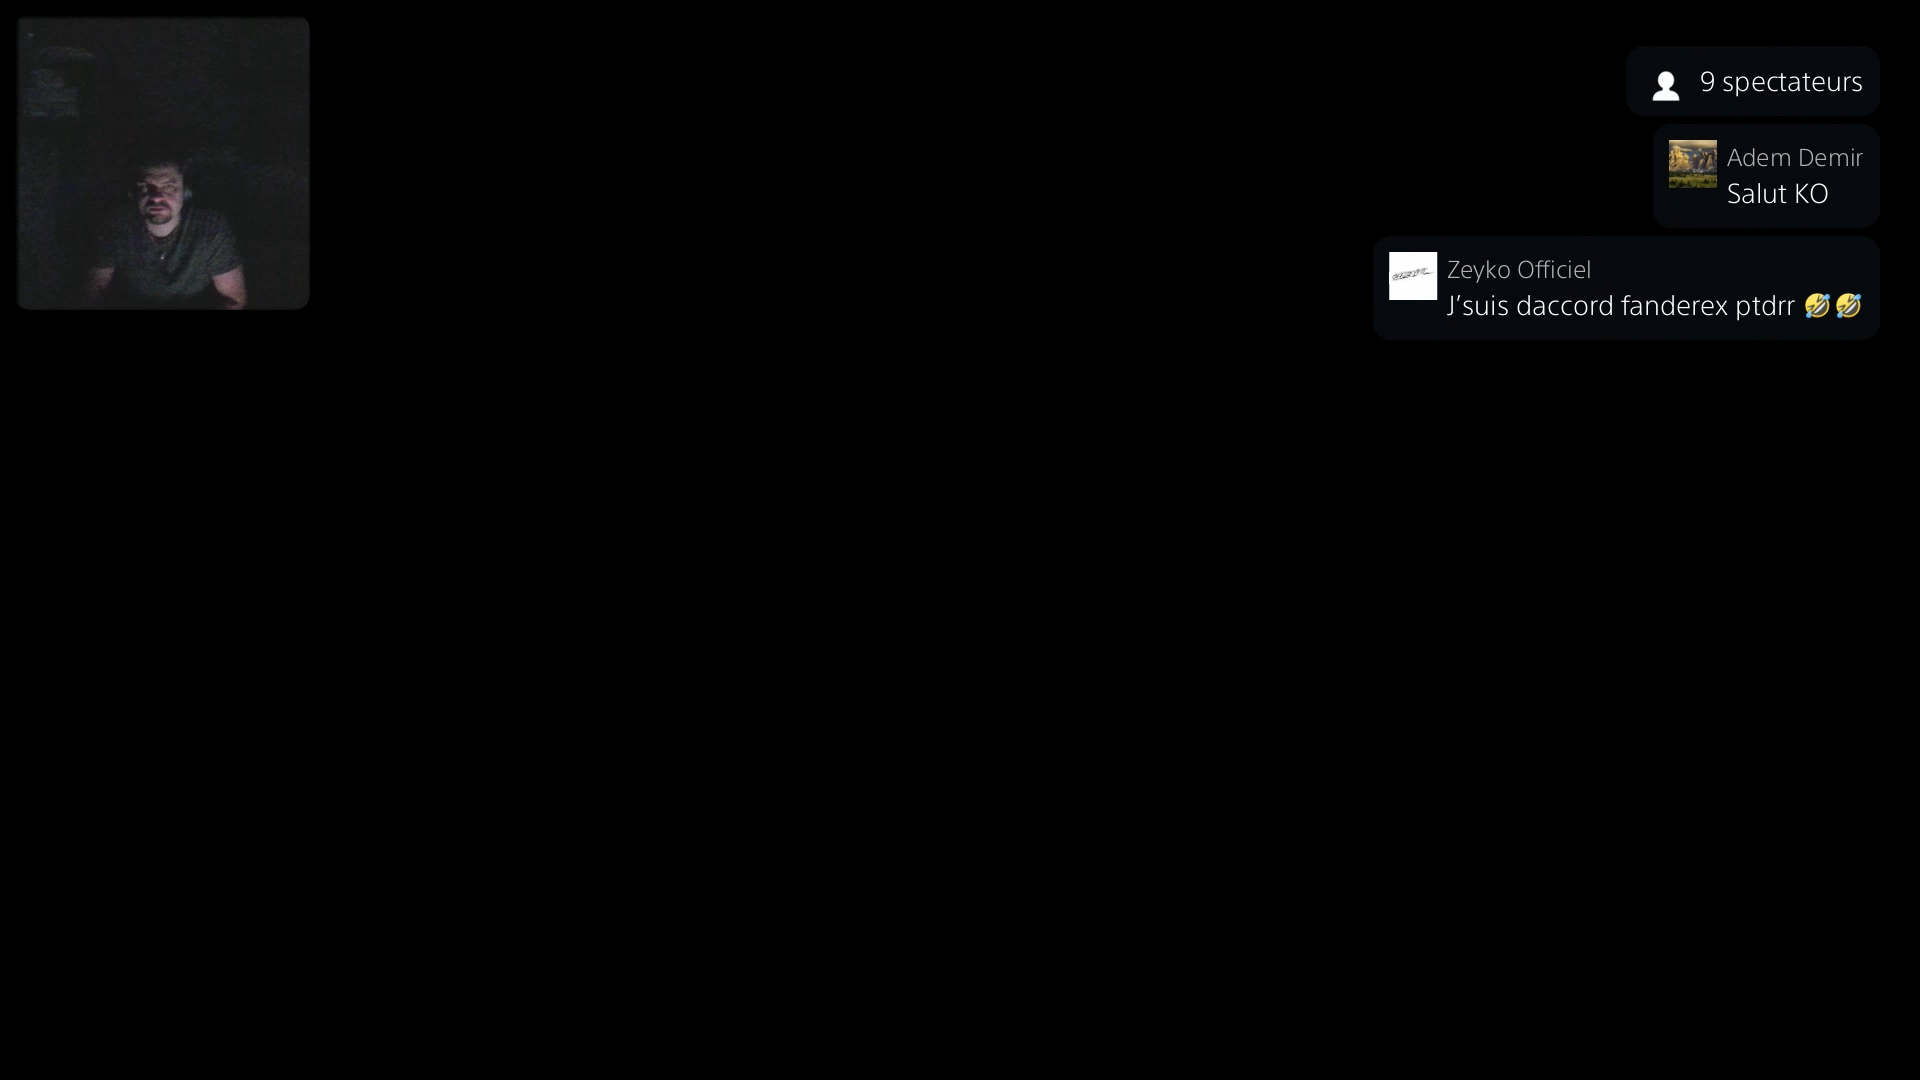 9 spectateurs
Adem Demir
Salut KO
Zeyko Officiel
J'suis daccord fanderex ptdrr 🤣🤣